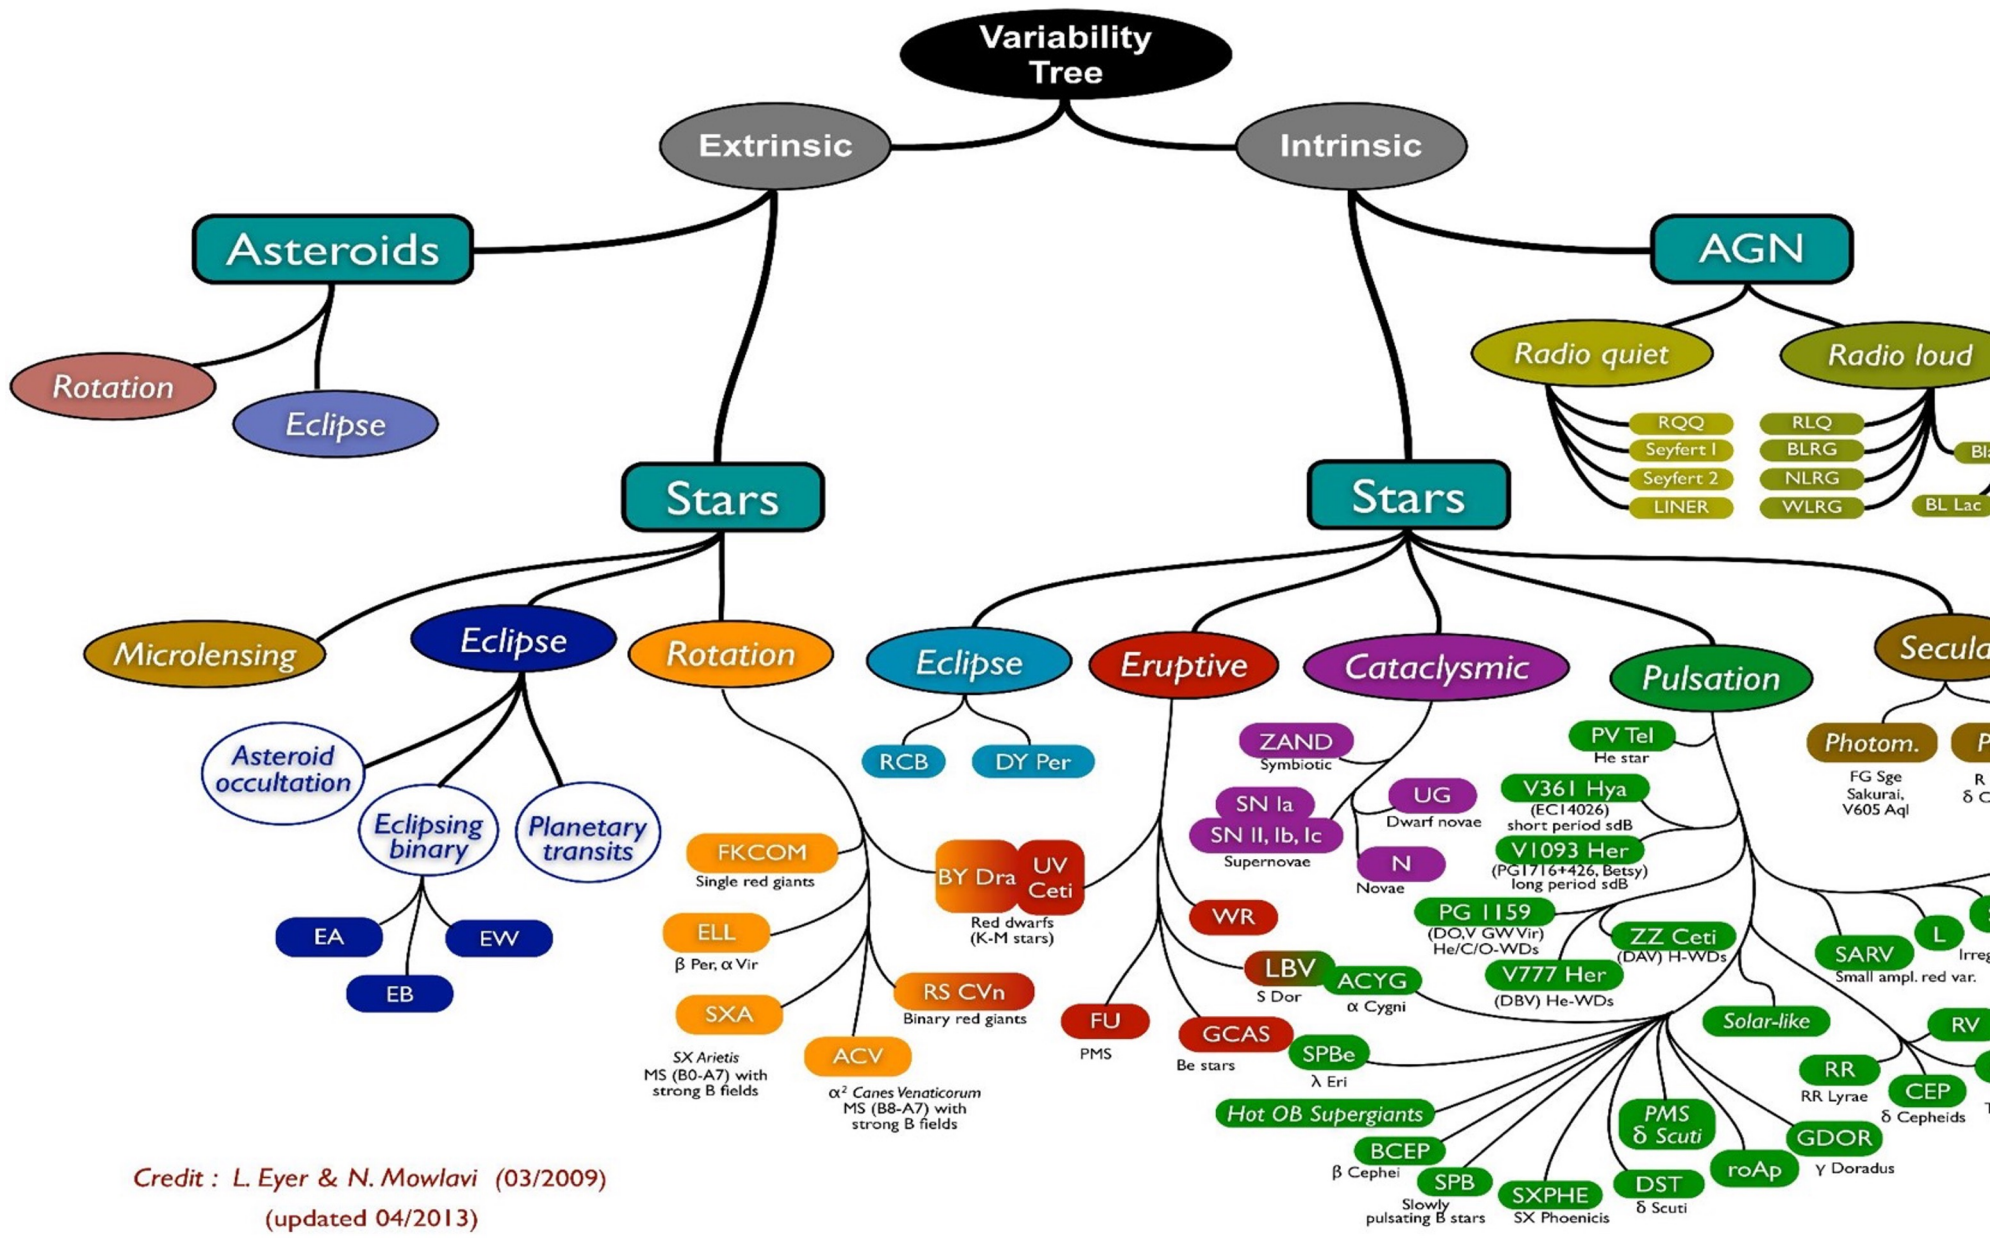 Variability
Tree
Extrinsic
Intrinsic
Asteroids
AGN
Rotation
Eclipse
Radio quiet
Radio loud
RQQ
Seyfert 1
Seyfert 2
LINER
RLQ
BLRG
NLRG
WLRG
BL Lac
Stars
Stars
Microlensing
Eclipse
Rotation
Eclipse
Eruptive
Cataclysmic
Pulsation
Asteroid
occultation
Eclipsing
binary
Planetary
transits
EA
EB
EW
FKCOM
Single red giants
ELL
β Per, α Vir
SXA
SX Arietis
MS (B0-A7) with
strong B fields
ACV
α² Canes Venaticorum
MS (B8-A7) with
strong B fields
RS CVn
Binary red giants
BY Dra
UV
Ceti
Red dwarfs
(K-M stars)
RCB
DY Per
FU
PMS
GCAS
Be stars
WR
LBV
S Dor
ZAND
Symbiotic
SN Ia
SN II, Ib, Ic
Supernovae
UG
Dwarf novae
N
Novae
PV Tel
He star
V361 Hya
(EC14026)
short period sdB
V1093 Her
(PG1716+426, Betsy)
long period sdB
PG 1159
(DO,V GW Vir)
He/C/O-WDs
ZZ Ceti
(DAV) H-WDs
V777 Her
(DBV) He-WDs
ACYG
α Cygni
SPBe
λ Eri
Hot OB Supergiants
BCEP
β Cephei
SPB
Slowly
pulsating B stars
SXPHE
SX Phoenicis
DST
δ Scuti
PMS
δ Scuti
roAp
GDOR
γ Doradus
Solar-like
SARV
Small ampl. red var.
L
RV
RR
RR Lyrae
CEP
δ Cepheids
Photom.
FG Sge
Sakurai,
V605 Aql
Credit : L. Eyer & N. Mowlavi (03/2009)
(updated 04/2013)